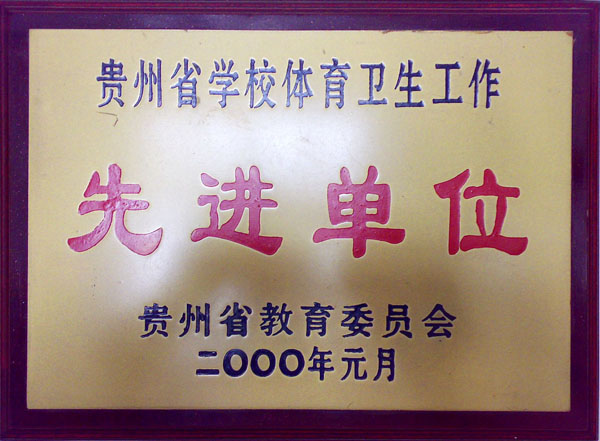 贵州省学校体育卫生工作
先进单位
贵州省教育委员会
二000年元月